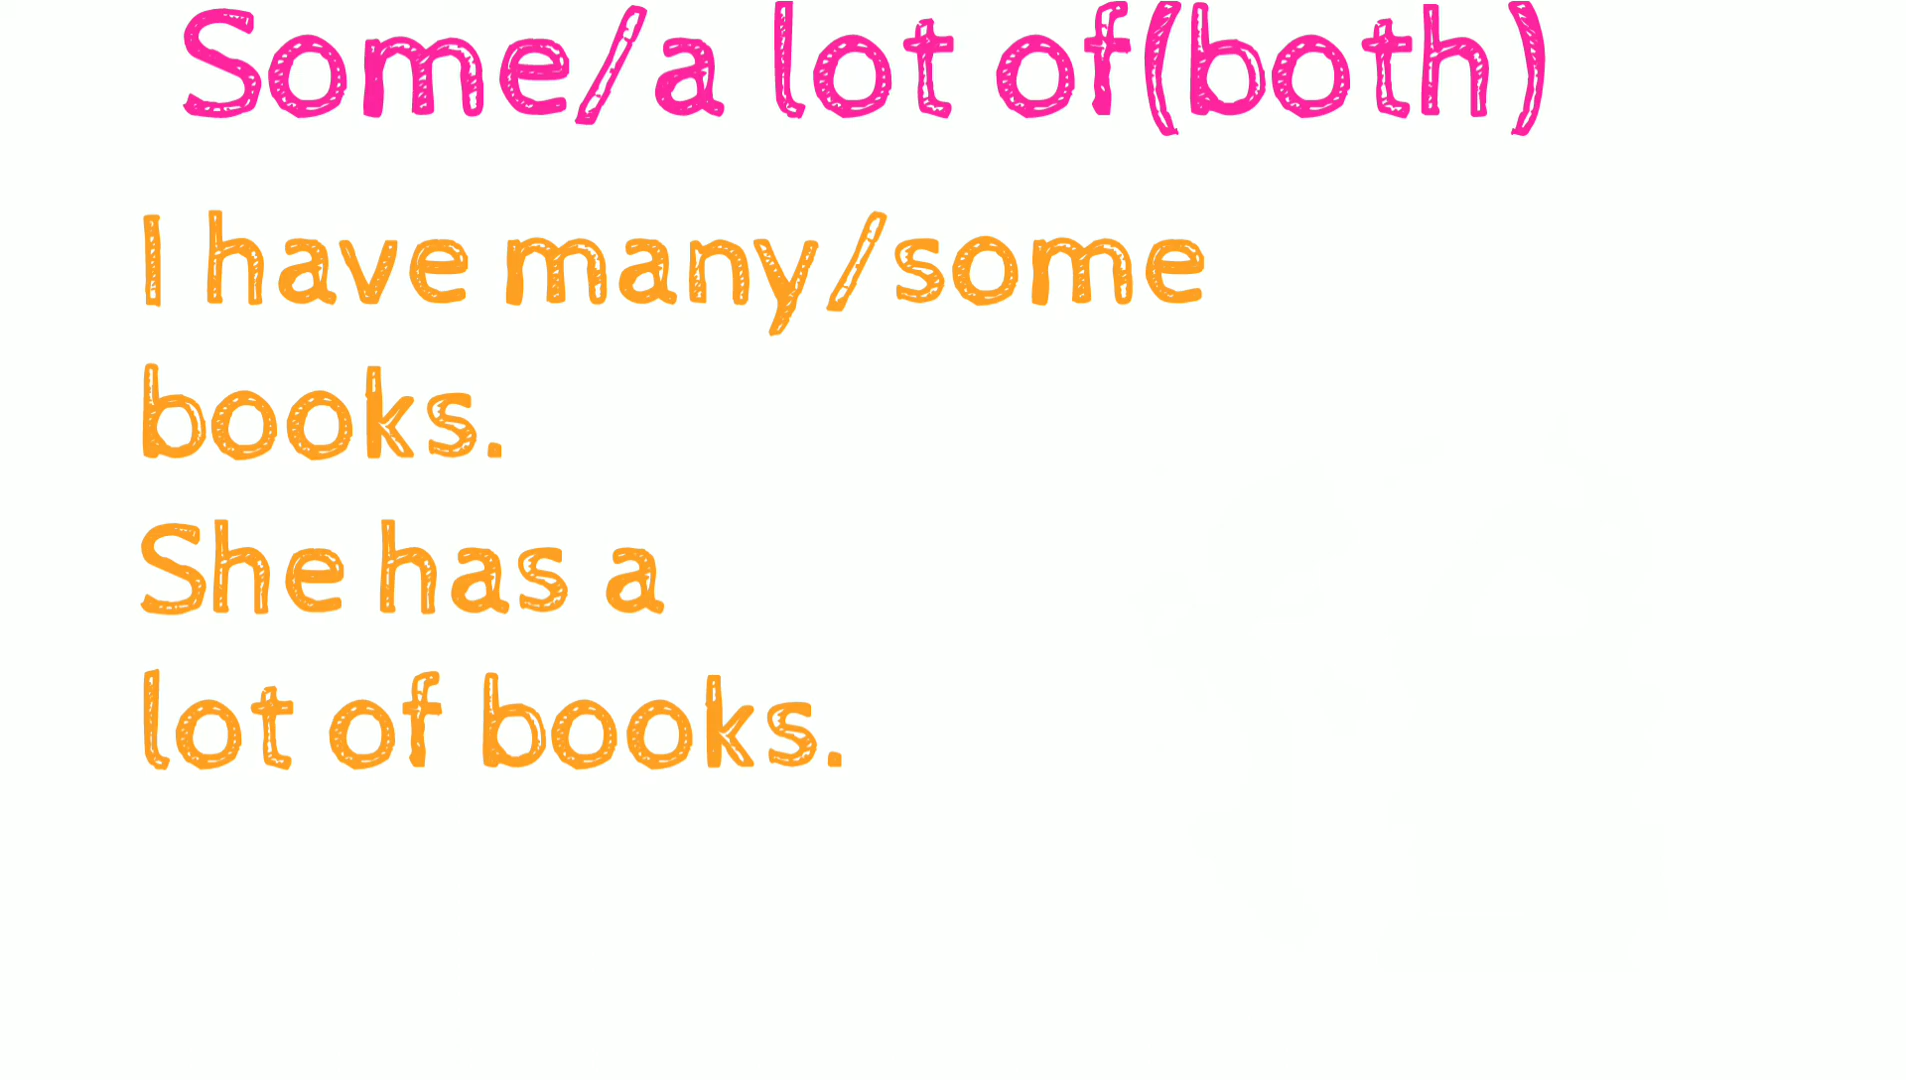 Some/a lot of(both)
I have many/some
books.
She has a
lot of books.